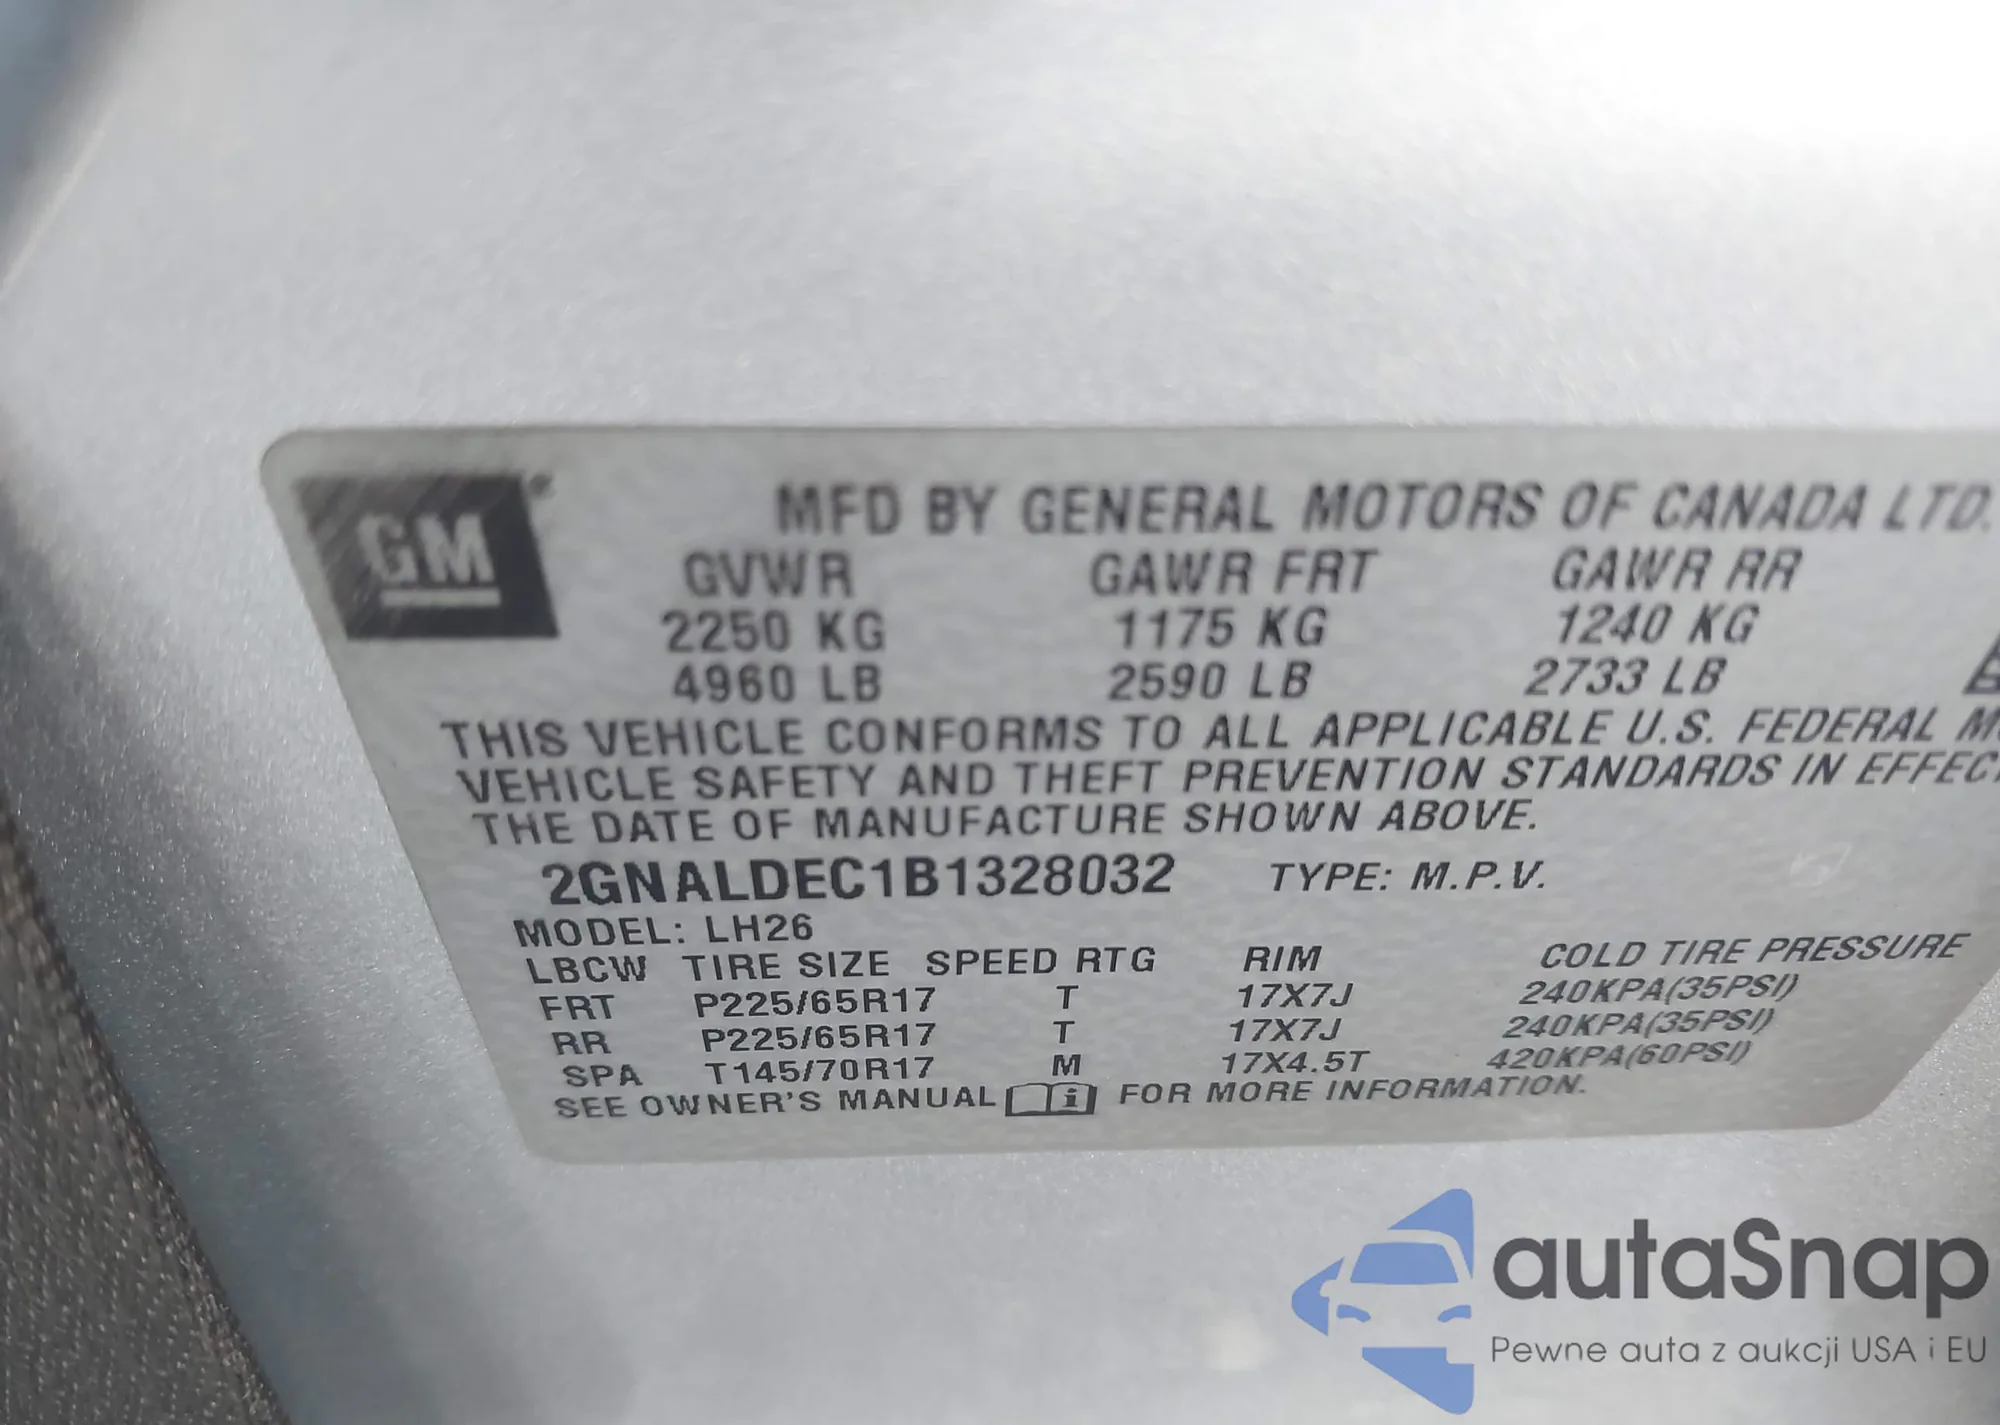 GM
MFD BY GENERAL MOTORS OF CANADA LTD.
GVWR GAWR FRT GAWR RR
2250 KG 1175 KG 1240 KG
4960 LB 2590 LB 2733 LB
THIS VEHICLE CONFORMS TO ALL APPLICABLE U.S. FEDERAL
VEHICLE SAFETY AND THEFT PREVENTION STANDARDS IN EFFEC
THE DATE OF MANUFACTURE SHOWN ABOVE.
2GNALDEC1B1328032 TYPE: M.P.V.
MODEL: LH26
LBCW TIRE SIZE SPEED RTG RIM COLD TIRE PRESSURE
FRT P225/65R17 T 17X7J 240KPA(35PSI)
RR P225/65R17 T 17X7J 240KPA(35PSI)
SPA T145/70R17 M 17X4.5T 420KPA(60PSI)
SEE OWNER'S MANUAL i FOR MORE INFORMATION.
autaSnap
Pewne auta z aukcji USA i EU